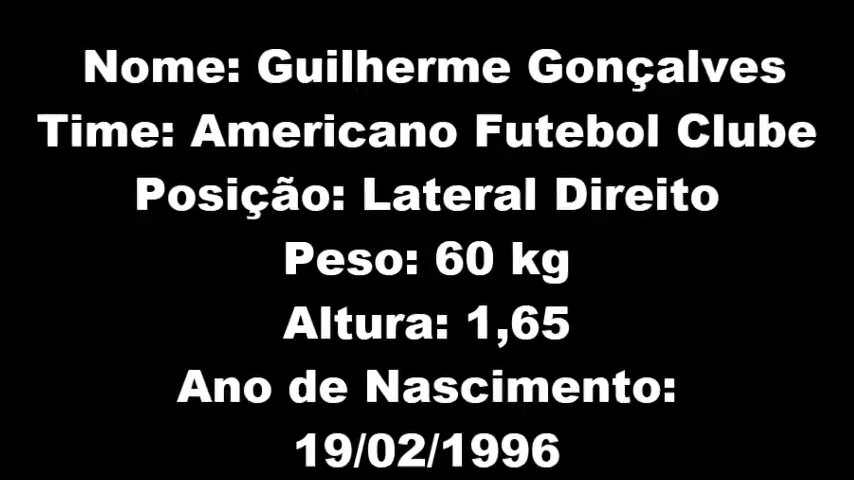 Nome: Guilherme Gonçalves
Time: Americano Futebol Clube
Posição: Lateral Direito
Peso: 60 kg
Altura: 1,65
Ano de Nascimento:
19/02/1996